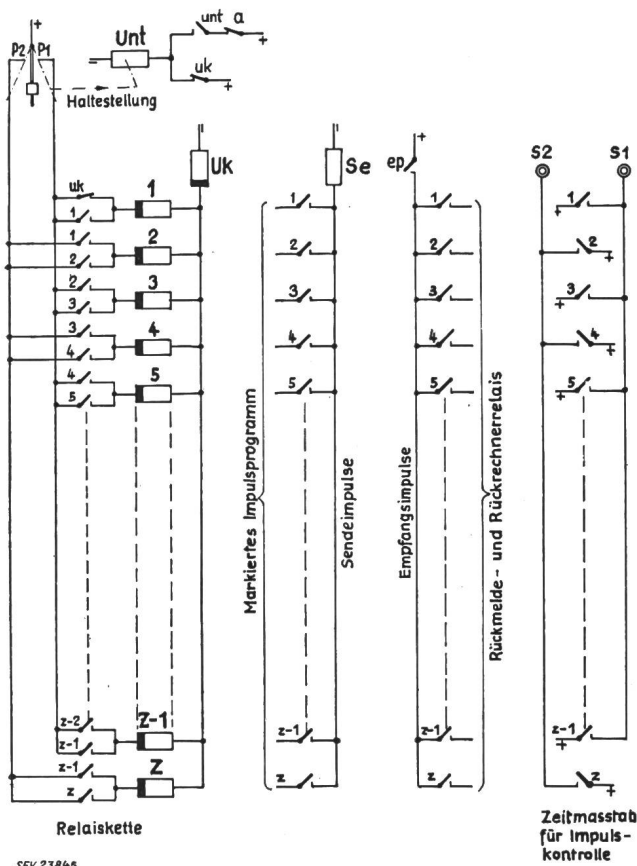 +
P2 P1
Unt
unt a
+
=
uk
+
Haltestellung
=
Uk
=
Se
+
ep
S2 S1
uk
1
1
1
2
2
2
3
3
3
4
4
4
5
5
1
2
3
4
5
1
2
3
4
5
1
+
2
+
3
+
4
+
5
+
Markiertes Impulsprogramm
Sendeimpulse
Empfangsimpulse
Rückmelde- und Rückrechnerrelais
z-2
z-1
Z-1
z-1
z
Z
z-1
z
z-1
z
z-1
+
z
+
Relaiskette
Zeitmasstab
für Impuls-
kontrolle